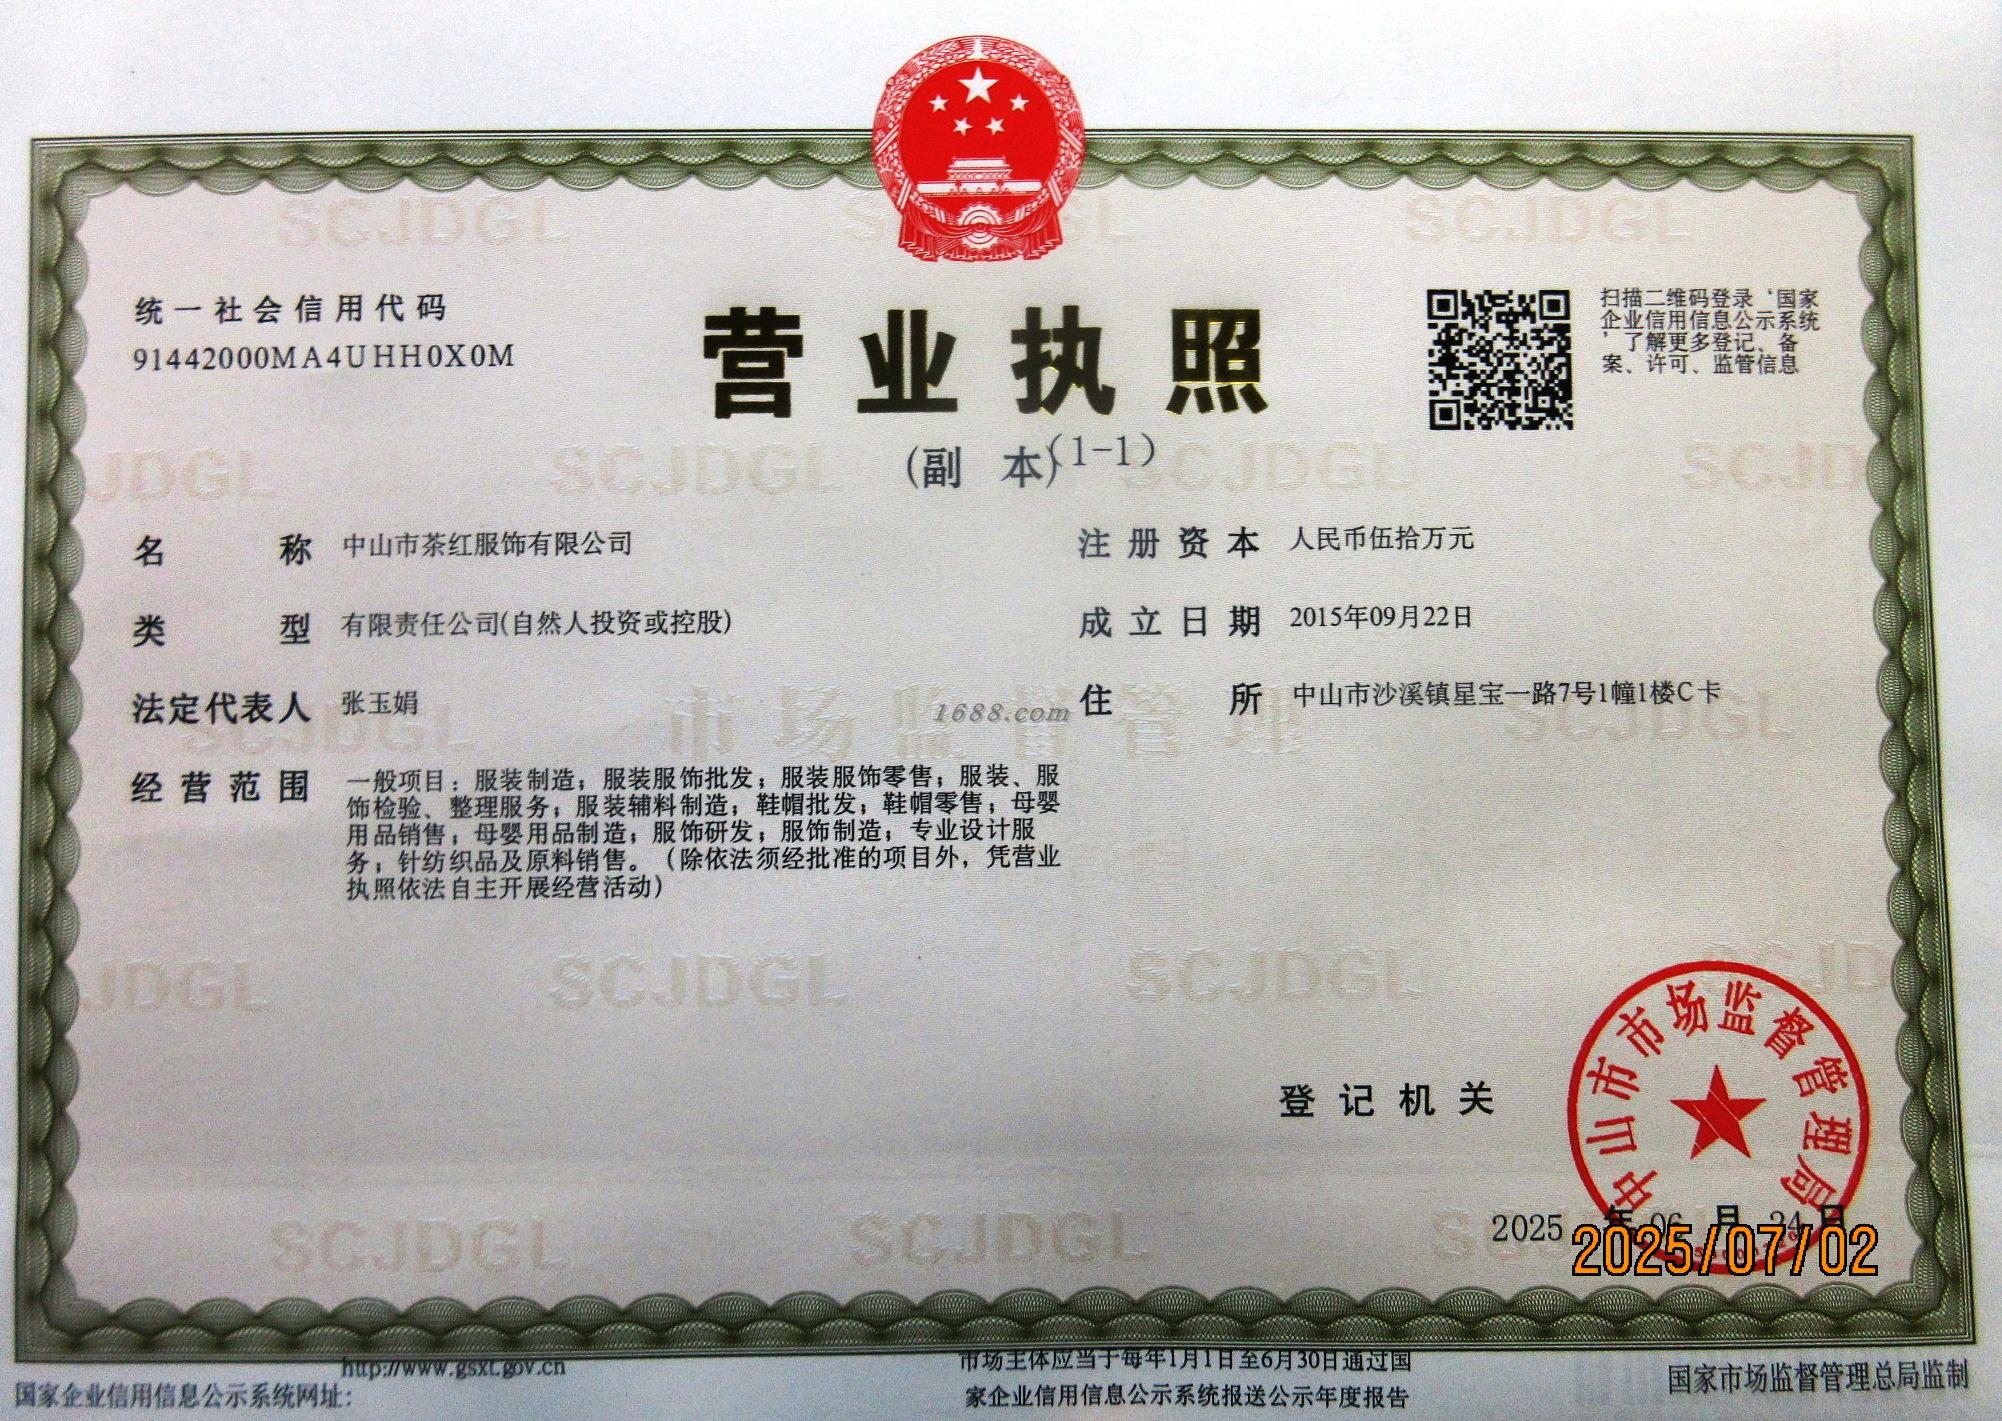 统一社会信用代码
91442000MA4UHH0X0M
营业执照
(副 本)(1-1)
扫描二维码登录‘国家
企业信用信息公示系统
’了解更多登记、备
案、许可、监管信息
名 称 中山市茶红服饰有限公司
类 型 有限责任公司(自然人投资或控股)
法定代表人 张玉娟
经营范围 一般项目：服装制造；服装服饰批发；服装服饰零售；服装、服
饰检验、整理服务；服装辅料制造；鞋帽批发；鞋帽零售；母婴
用品销售；母婴用品制造；服饰研发；服饰制造；专业设计服
务；针纺织品及原料销售。（除依法须经批准的项目外，凭营业
执照依法自主开展经营活动）
注册资本 人民币伍拾万元
成立日期 2015年09月22日
住 所 中山市沙溪镇星宝一路7号1幢1楼C卡
1688.com
市场监督管理
SCJDGL
登记机关
中山市市场监督管理局
2025 年 06 月 24 日
2025/07/02
http://www.gsxt.gov.cn
国家企业信用信息公示系统网址：
市场主体应当于每年1月1日至6月30日通过国
家企业信用信息公示系统报送公示年度报告
国家市场监督管理总局监制